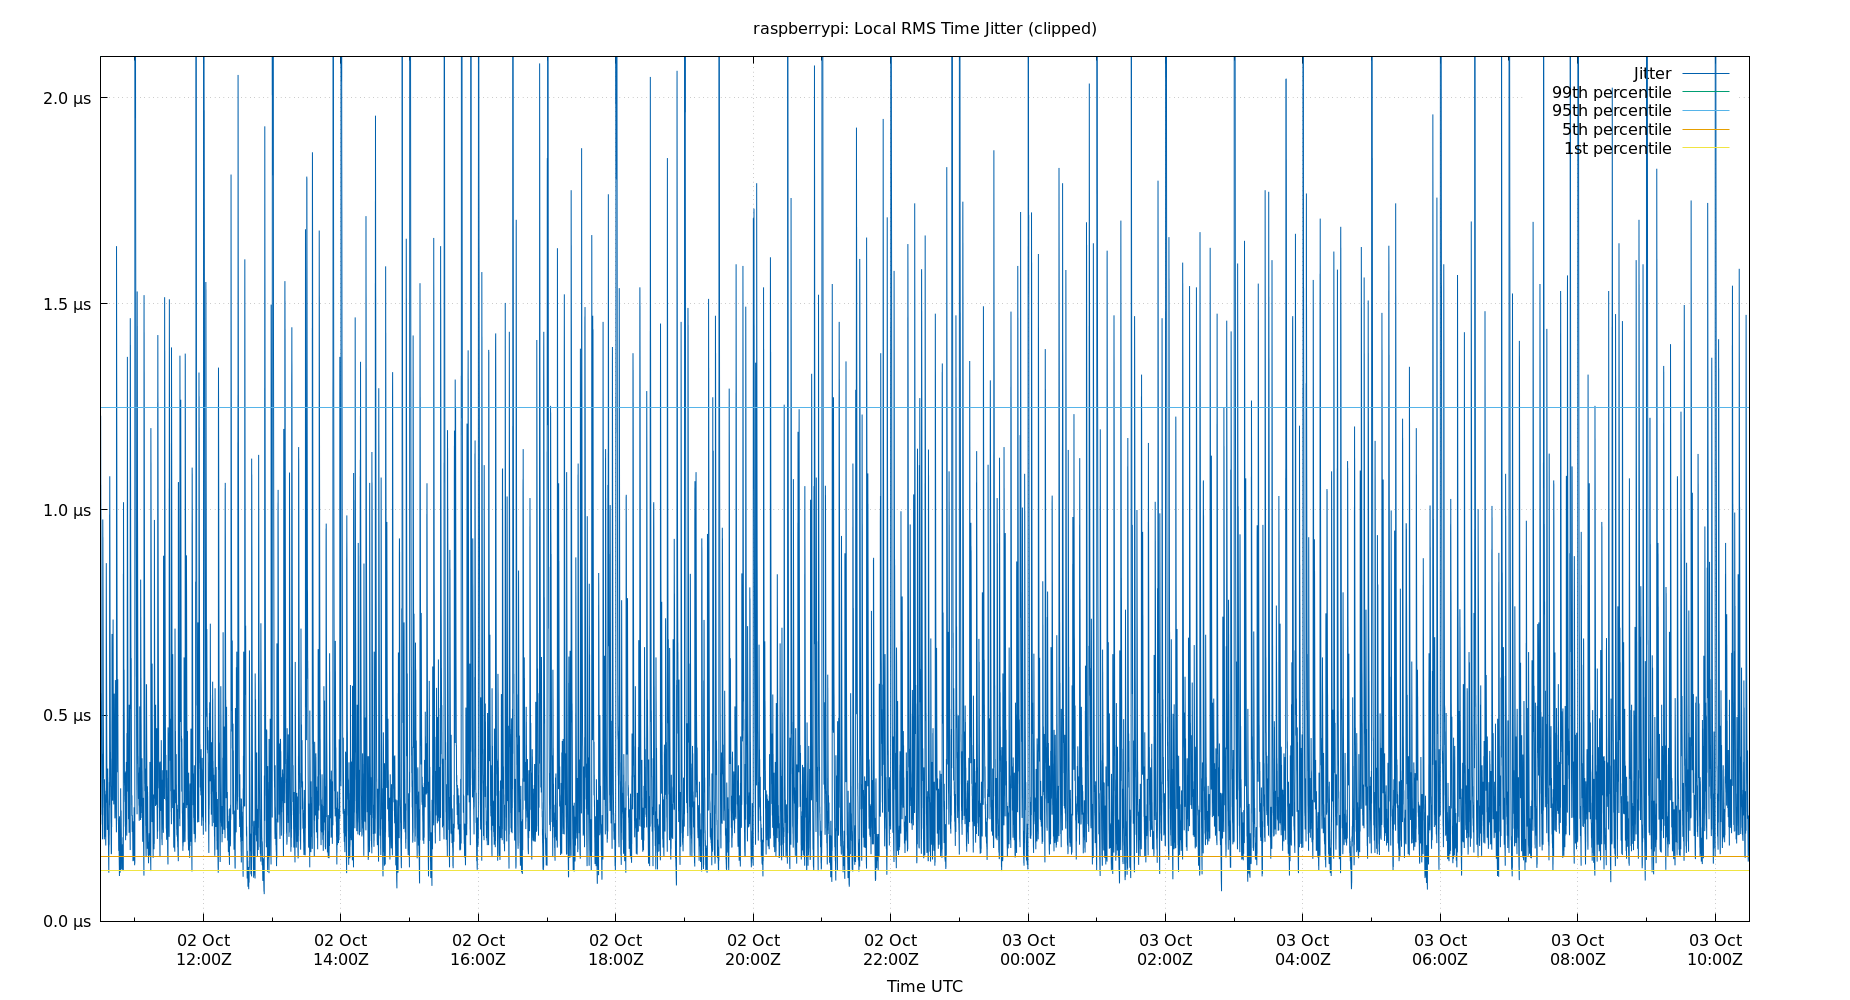 raspberrypi: Local RMS Time Jitter (clipped)
Jitter
99th percentile
95th percentile
5th percentile
1st percentile
2.0 µs
1.5 µs
1.0 µs
0.5 µs
0.0 µs
02 Oct 02 Oct 02 Oct 02 Oct 02 Oct 02 Oct 03 Oct 03 Oct 03 Oct 03 Oct 03 Oct 03 Oct
12:00Z 14:00Z 16:00Z 18:00Z 20:00Z 22:00Z 00:00Z 02:00Z 04:00Z 06:00Z 08:00Z 10:00Z
Time UTC